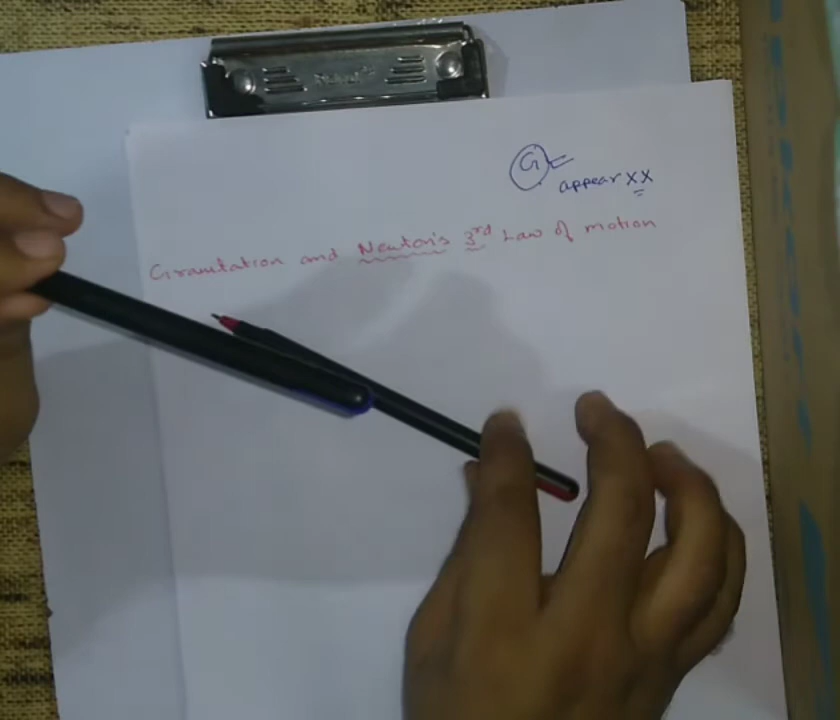 G =
appear XX
Gravitation and Newton's 3rd Law of motion